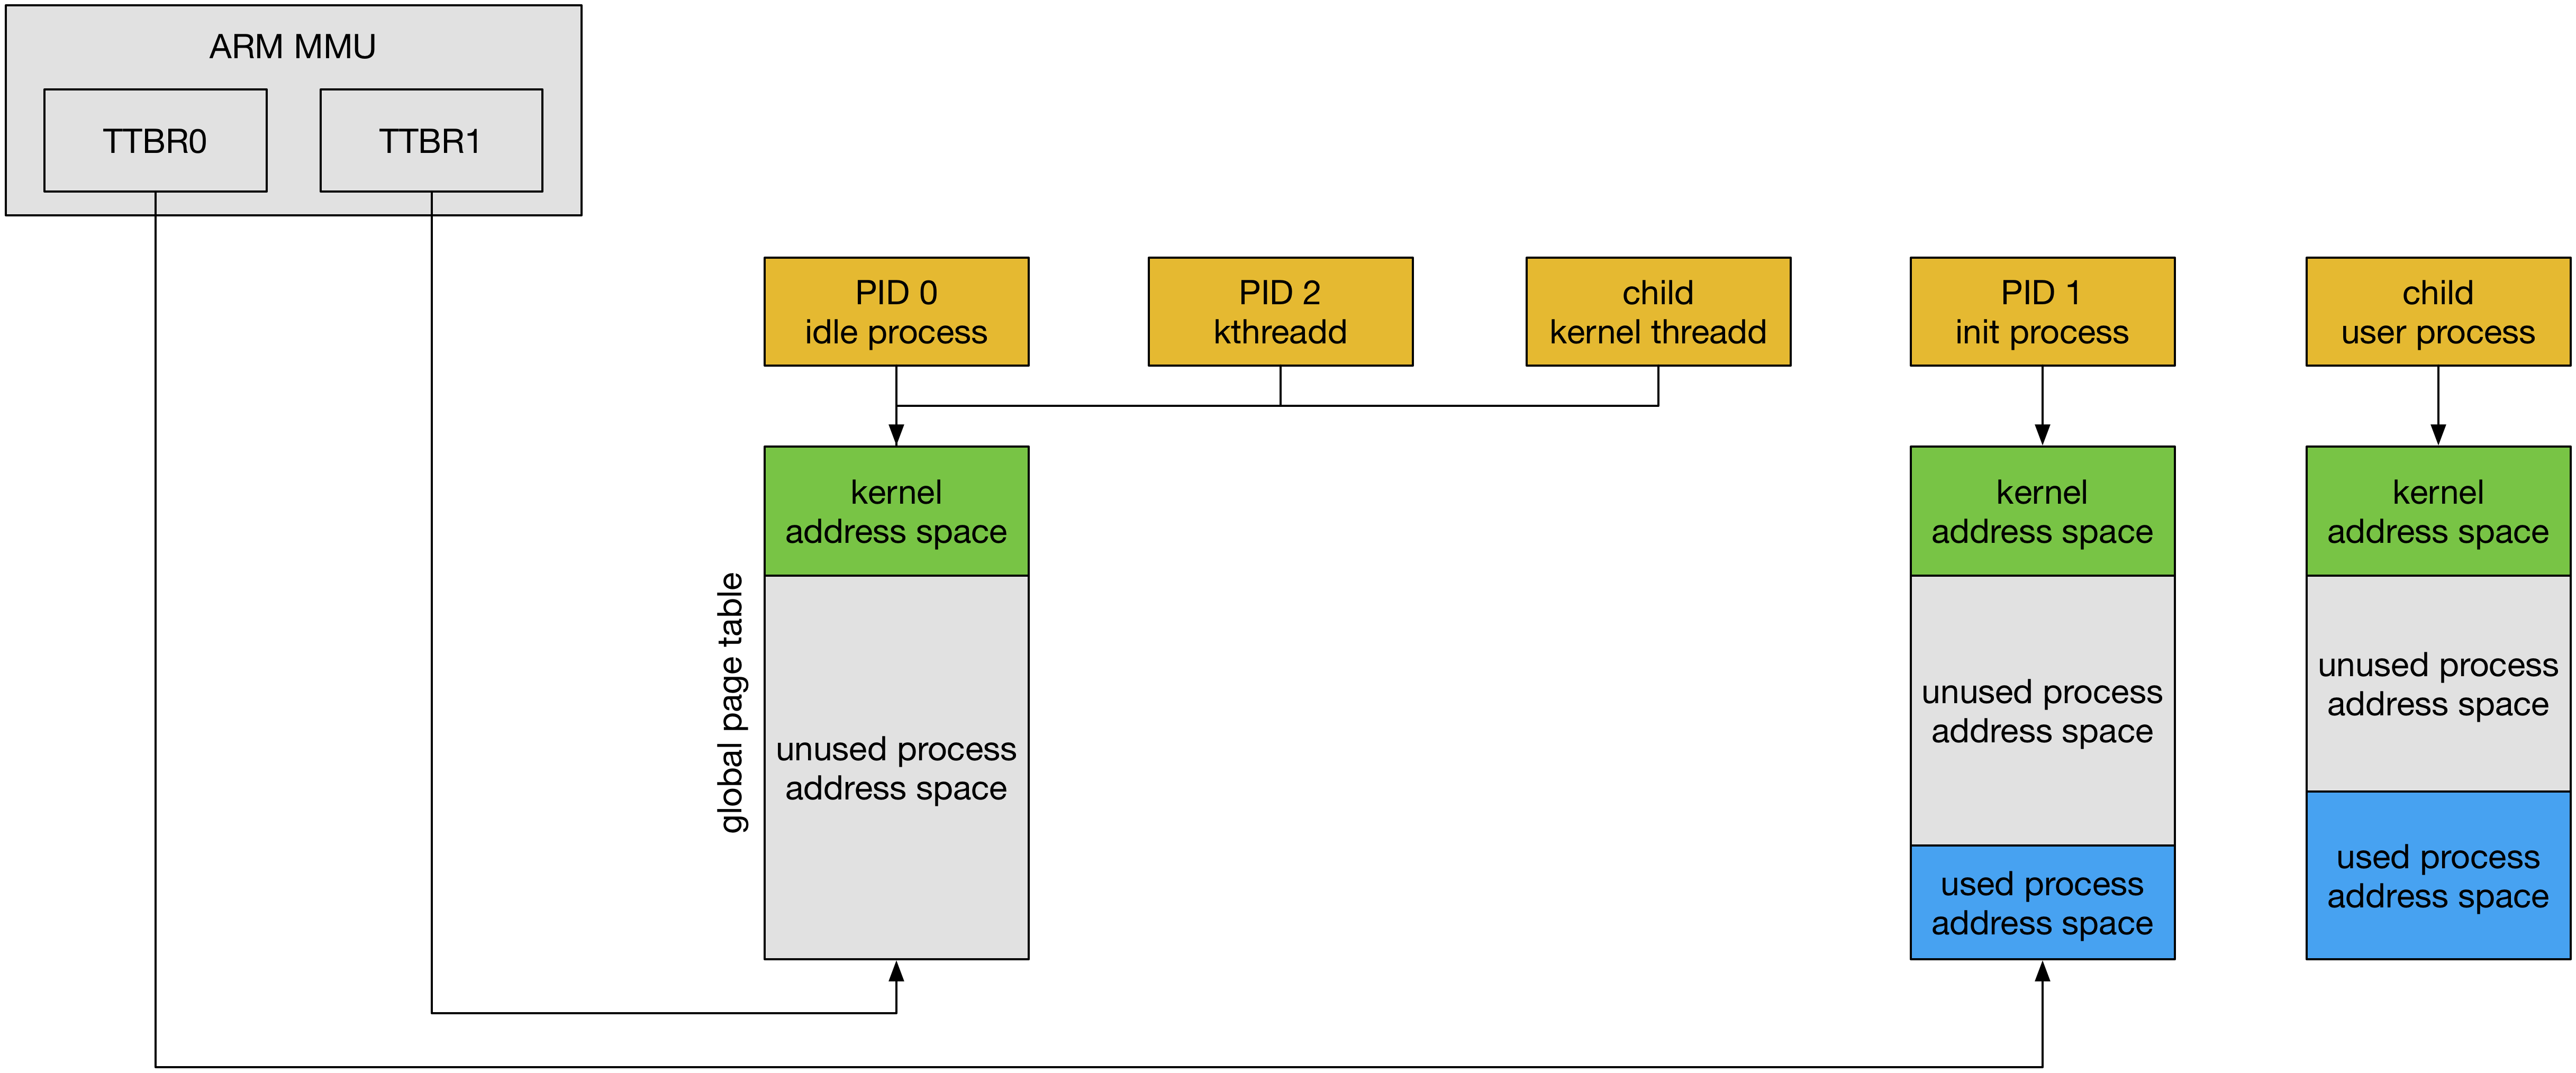 ARM MMU
TTBR0
TTBR1
PID 0
idle process
PID 2
kthreadd
child
kernel threadd
PID 1
init process
child
user process
global page table
kernel
address space
unused process
address space
kernel
address space
unused process
address space
used process
address space
kernel
address space
unused process
address space
used process
address space